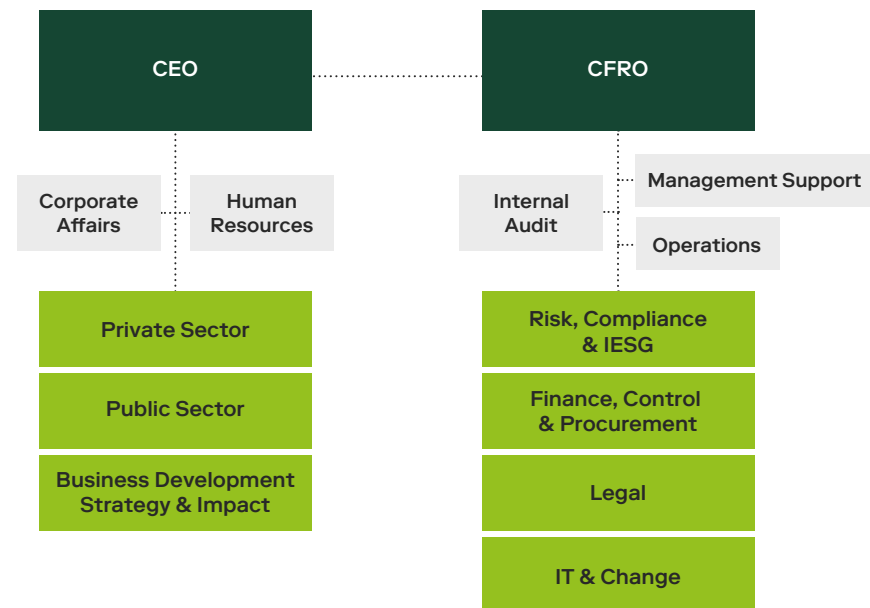 CEO
CFRO
Corporate
Affairs
Human
Resources
Internal
Audit
Management Support
Operations
Private Sector
Public Sector
Business Development
Strategy & Impact
Risk, Compliance
& IESG
Finance, Control
& Procurement
Legal
IT & Change